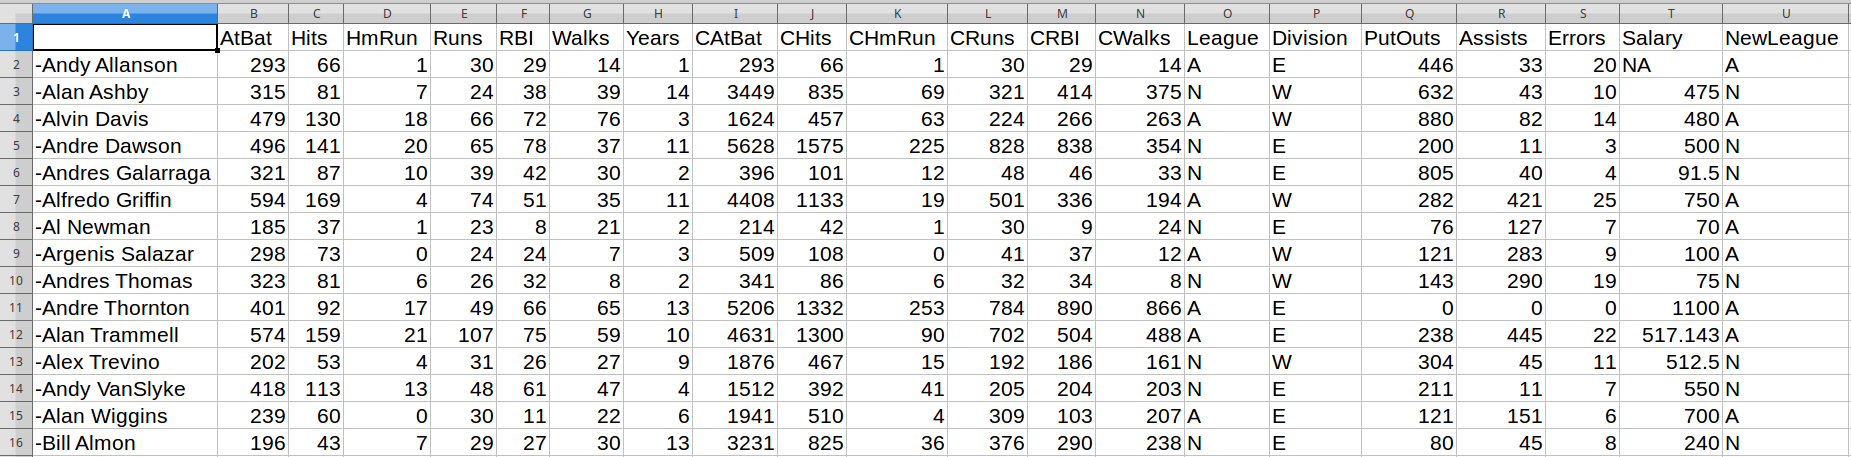 A B C D E F G H I J K L M N O P Q R S T U
1 AtBat Hits HmRun Runs RBI Walks Years CAtBat CHits CHmRun CRuns CRBI CWalks League Division PutOuts Assists Errors Salary NewLeague
2 -Andy Allanson 293 66 1 30 29 14 1 293 66 1 30 29 14 A E 446 33 20 NA A
3 -Alan Ashby 315 81 7 24 38 39 14 3449 835 69 321 414 375 N W 632 43 10 475 N
4 -Alvin Davis 479 130 18 66 72 76 3 1624 457 63 224 266 263 A W 880 82 14 480 A
5 -Andre Dawson 496 141 20 65 78 37 11 5628 1575 225 828 838 354 N E 200 11 3 500 N
6 -Andres Galarraga 321 87 10 39 42 30 2 396 101 12 48 46 33 N E 805 40 4 91.5 N
7 -Alfredo Griffin 594 169 4 74 51 35 11 4408 1133 19 501 336 194 A W 282 421 25 750 A
8 -Al Newman 185 37 1 23 8 21 2 214 42 1 30 9 24 N E 76 127 7 70 A
9 -Argenis Salazar 298 73 0 24 24 7 3 509 108 0 41 37 12 A W 121 283 9 100 A
10 -Andres Thomas 323 81 6 26 32 8 2 341 86 6 32 34 8 N W 143 290 19 75 N
11 -Andre Thornton 401 92 17 49 66 65 13 5206 1332 253 784 890 866 A E 0 0 0 1100 A
12 -Alan Trammell 574 159 21 107 75 59 10 4631 1300 90 702 504 488 A E 238 445 22 517.143 A
13 -Alex Trevino 202 53 4 31 26 27 9 1876 467 15 192 186 161 N W 304 45 11 512.5 N
14 -Andy VanSlyke 418 113 13 48 61 47 4 1512 392 41 205 204 203 N E 211 11 7 550 N
15 -Alan Wiggins 239 60 0 30 11 22 6 1941 510 4 309 103 207 A E 121 151 6 700 A
16 -Bill Almon 196 43 7 29 27 30 13 3231 825 36 376 290 238 N E 80 45 8 240 N